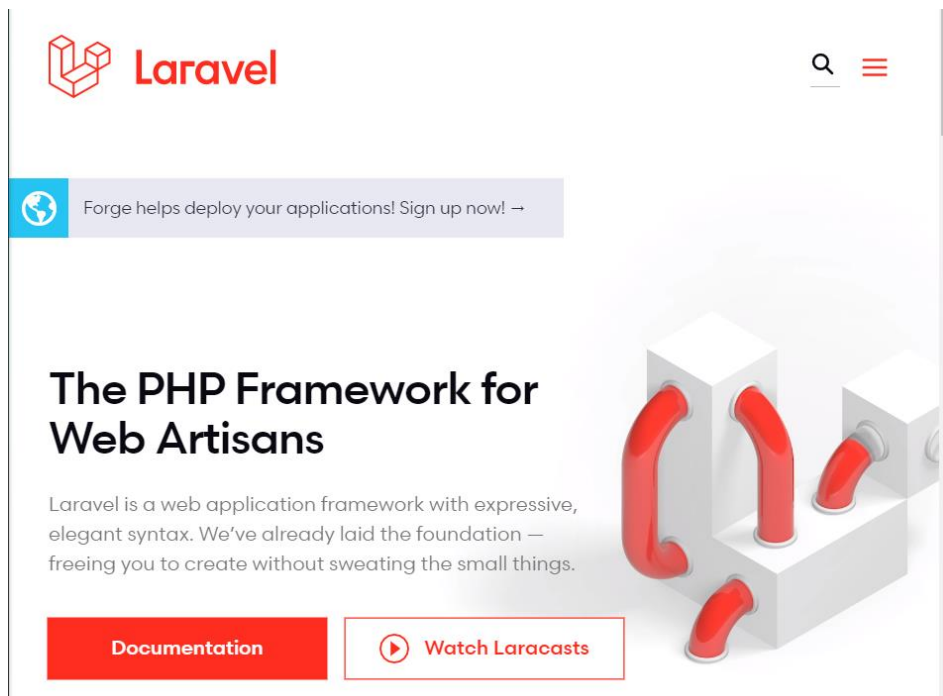 Laravel
Forge helps deploy your applications! Sign up now! →
The PHP Framework for
Web Artisans
Laravel is a web application framework with expressive,
elegant syntax. We’ve already laid the foundation —
freeing you to create without sweating the small things.
Documentation
Watch Laracasts